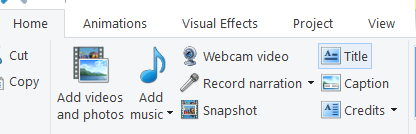 Home Animations Visual Effects Project View
Cut
Copy
Add videos
and photos
Add
music
Webcam video
Record narration
Snapshot
Title
Caption
Credits